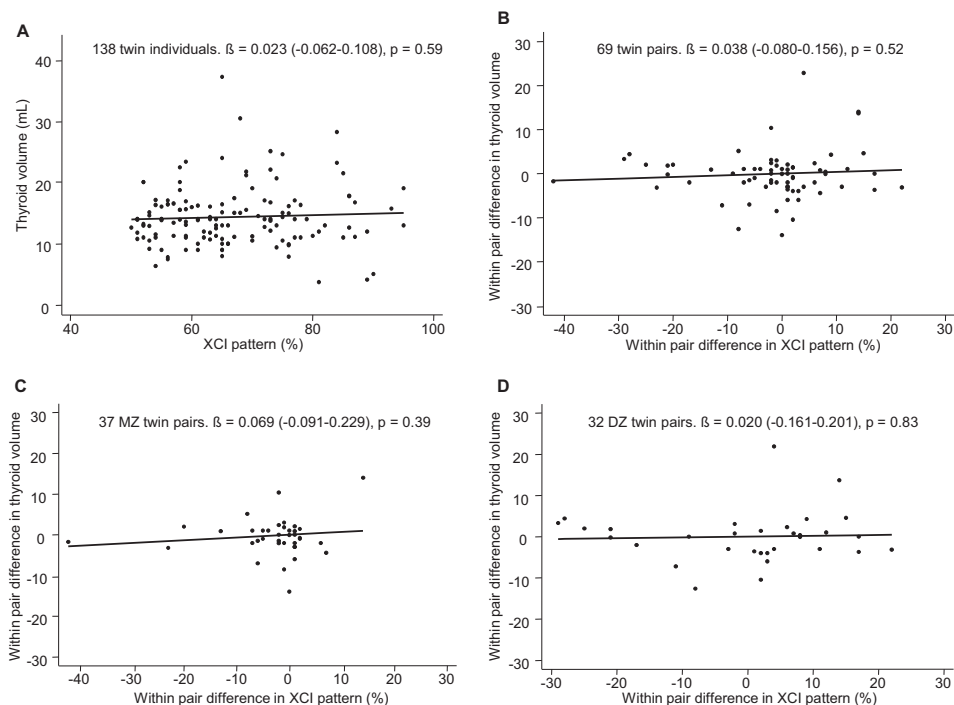 A
138 twin individuals. ß = 0.023 (-0.062-0.108), p = 0.59
Thyroid volume (mL)
40
30
20
10
0
40 60 80 100
XCI pattern (%)
B
69 twin pairs. ß = 0.038 (-0.080-0.156), p = 0.52
Within pair difference in thyroid volume
30
20
10
0
-10
-20
-30
-40 -30 -20 -10 0 10 20 30
Within pair difference in XCI pattern (%)
C
37 MZ twin pairs. ß = 0.069 (-0.091-0.229), p = 0.39
Within pair difference in thyroid volume
30
20
10
0
-10
-20
-30
-40 -30 -20 -10 0 10 20 30
Within pair difference in XCI pattern (%)
D
32 DZ twin pairs. ß = 0.020 (-0.161-0.201), p = 0.83
Within pair difference in thyroid volume
30
20
10
0
-10
-20
-30
-30 -20 -10 0 10 20 30
Within pair difference in XCI pattern (%)